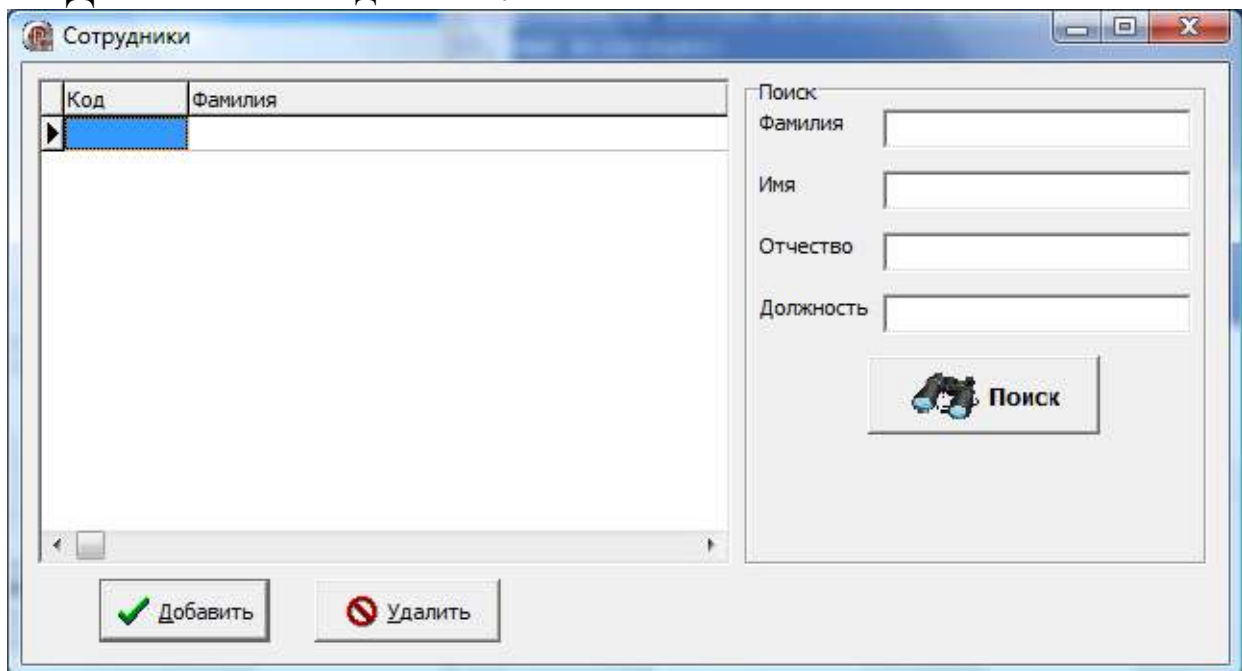 Сотрудники
Код Фамилия
Поиск
Фамилия
Имя
Отчество
Должность
Поиск
Добавить Удалить